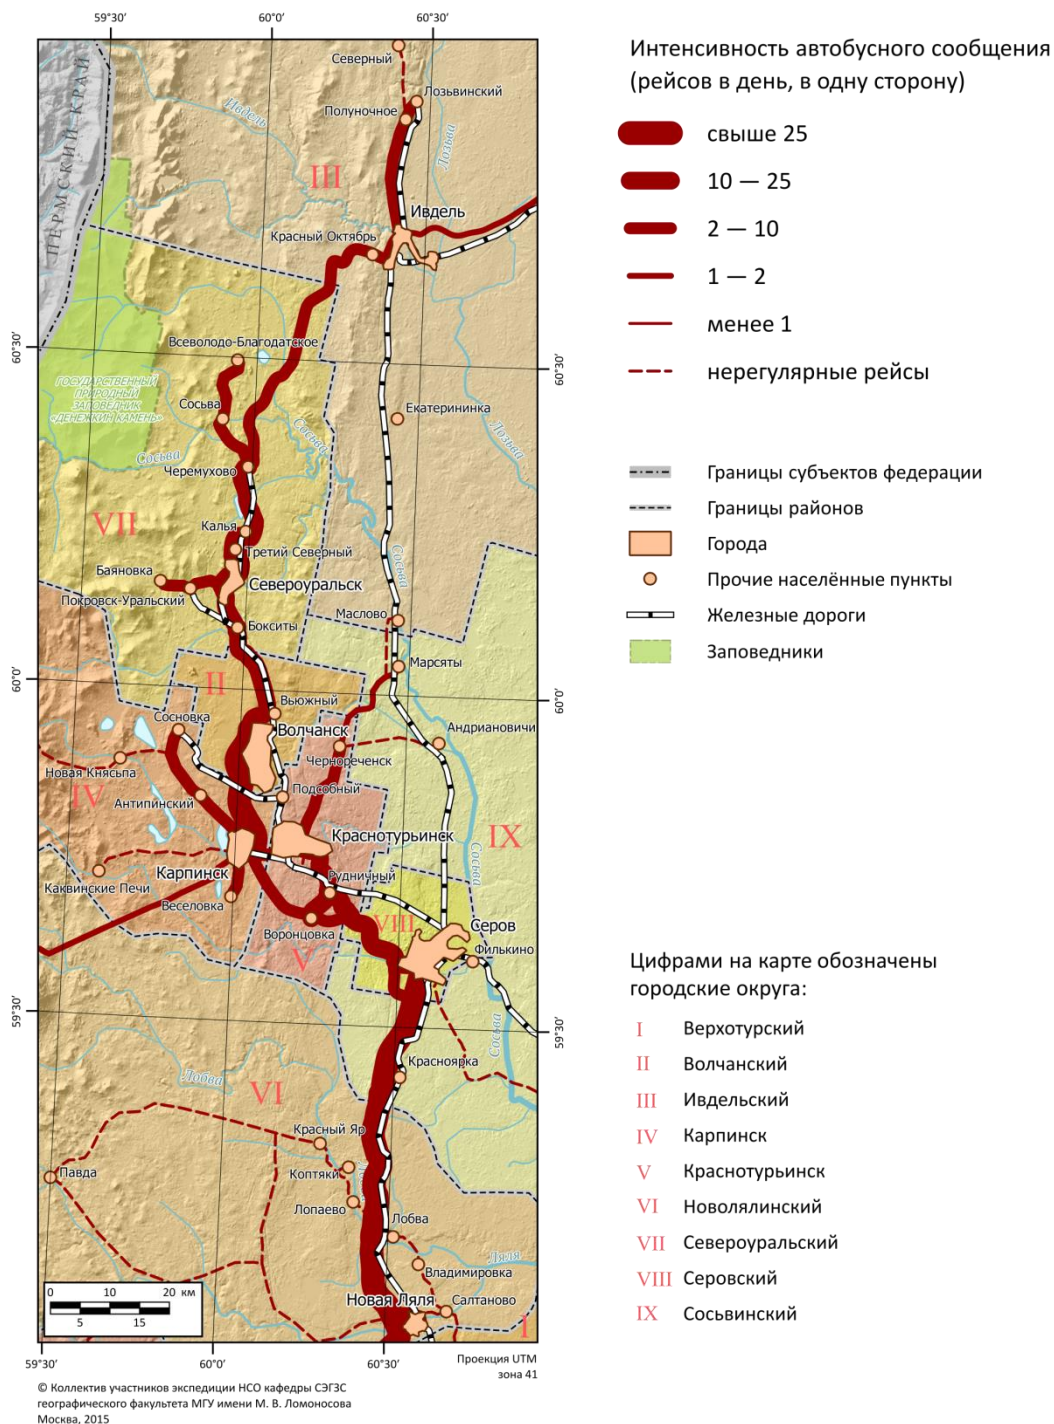 59°30'
60°0'
60°30'
Северный
Лозьвинский
Полуночное
Ивдель
Лозьва
ПЕРМСКИЙ КРАЙ
III
Ивдель
Красный Октябрь
60°30'
60°30'
Всеволодо-Благодатское
ГОСУДАРСТВЕННЫЙ
ПРИРОДНЫЙ
ЗАПОВЕДНИК
«ДЕНЕЖКИН КАМЕНЬ»
Сосьва
Екатерининка
Сосьва
Лозьва
Сосьва
Черемухово
VII
Калья
Третий Северный
Сосьва
Баяновка
Североуральск
Покровск-Уральский
Маслово
Бокситы
60°0'
60°0'
Марсяты
II
Вьюжный
Сосновка
Волчанск
Андриановичи
Чернореченск
Новая Княсьпа
IV
Антипинский
Подсобный
Краснотурьинск
IX
Сосьва
Карпинск
Каквинские Печи
Рудничный
Веселовка
VIII
Серов
Воронцовка
Филькино
V
59°30'
59°30'
Сосьва
Красноярка
Лобва
VI
Красный Яр
Павда
Коптяки
Лопаево
Лобва
Ляля
Владимировка
Новая Ляля
Салтаново
I
0 10 20 км
5 15
59°30'
60°0'
60°30'
Проекция UTM
зона 41
© Коллектив участников экспедиции НСО кафедры СЭГЗС
географического факультета МГУ имени М. В. Ломоносова
Москва, 2015
Интенсивность автобусного сообщения
(рейсов в день, в одну сторону)
свыше 25
10 — 25
2 — 10
1 — 2
менее 1
нерегулярные рейсы
Границы субъектов федерации
Границы районов
Города
Прочие населённые пункты
Железные дороги
Заповедники
Цифрами на карте обозначены
городские округа:
I Верхотурский
II Волчанский
III Ивдельский
IV Карпинск
V Краснотурьинск
VI Новолялинский
VII Североуральский
VIII Серовский
IX Сосьвинский